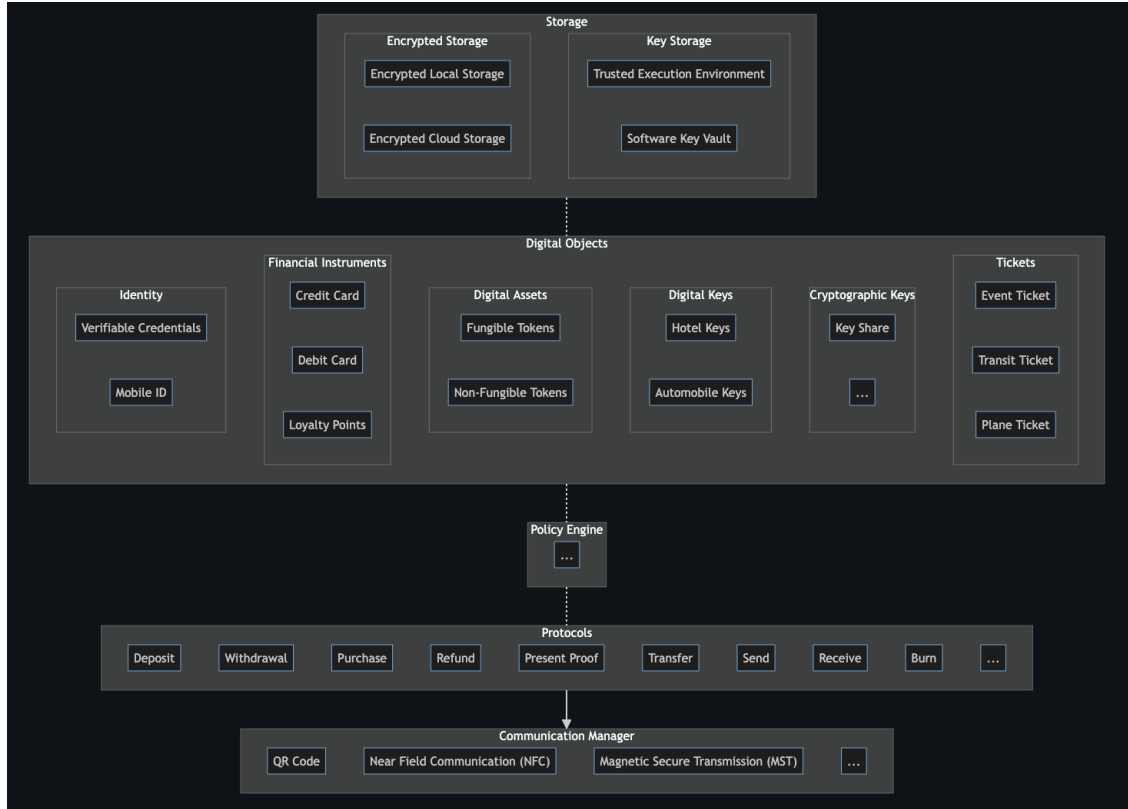 Storage
Encrypted Storage
Encrypted Local Storage
Encrypted Cloud Storage
Key Storage
Trusted Execution Environment
Software Key Vault
Digital Objects
Identity
Verifiable Credentials
Mobile ID
Financial Instruments
Credit Card
Debit Card
Loyalty Points
Digital Assets
Fungible Tokens
Non-Fungible Tokens
Digital Keys
Hotel Keys
Automobile Keys
Cryptographic Keys
Key Share
...
Tickets
Event Ticket
Transit Ticket
Plane Ticket
Policy Engine
...
Protocols
Deposit
Withdrawal
Purchase
Refund
Present Proof
Transfer
Send
Receive
Burn
...
Communication Manager
QR Code
Near Field Communication (NFC)
Magnetic Secure Transmission (MST)
...